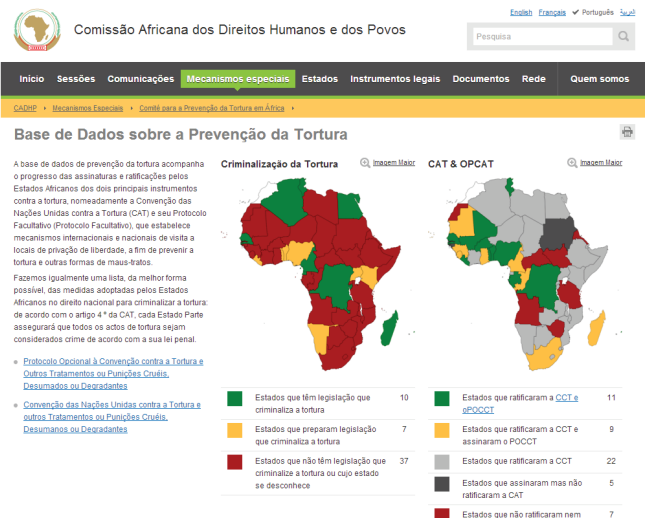 English Français Português العربية
Comissão Africana dos Direitos Humanos e dos Povos
Pesquisa
Início Sessões Comunicações Mecanismos especiais Estados Instrumentos legais Documentos Rede Quem somos
CADHP Mecanismos Especiais Comitê para a Prevenção da Tortura em África
Base de Dados sobre a Prevenção da Tortura
A base de dados de prevenção da tortura acompanha
o progresso das assinaturas e ratificações pelos
Estados Africanos dos dois principais instrumentos
contra a tortura, nomeadamente a Convenção das
Nações Unidas contra a Tortura (CAT) e seu Protocolo
Facultativo (Protocolo Facultativo), que estabelece
mecanismos internacionais e nacionais de visita a
locais de privação de liberdade, a fim de prevenir a
tortura e outras formas de maus-tratos.
Fazemos igualmente uma lista, da melhor forma
possível, das medidas adoptadas pelos Estados
Africanos no direito nacional para criminalizar a tortura:
de acordo com o artigo 4 º da CAT, cada Estado Parte
assegurará que todos os actos de tortura sejam
considerados crime de acordo com a sua lei penal.
Protocolo Opcional à Convenção contra a Tortura e
Outros Tratamentos ou Punições Cruéis,
Desumados ou Degradantes
Convenção das Nações Unidas contra a Tortura e
outros Tratamentos ou Punições Cruéis,
Desumanos ou Degradantes
Criminalização da Tortura Imagem Maior
Estados que têm legislação que 10
criminaliza a tortura
Estados que preparam legislação 7
que criminaliza a tortura
Estados que não têm legislação que 37
criminalize a tortura ou cujo estado
se desconhece
CAT & OPCAT Imagem Maior
Estados que ratificaram a CCT e 11
oPOCCT
Estados que ratificaram a CCT e 9
assinaram o POCCT
Estados que ratificaram a CCT 22
Estados que assinaram mas não 5
ratificaram a CAT
Estados que não ratificaram nem 7